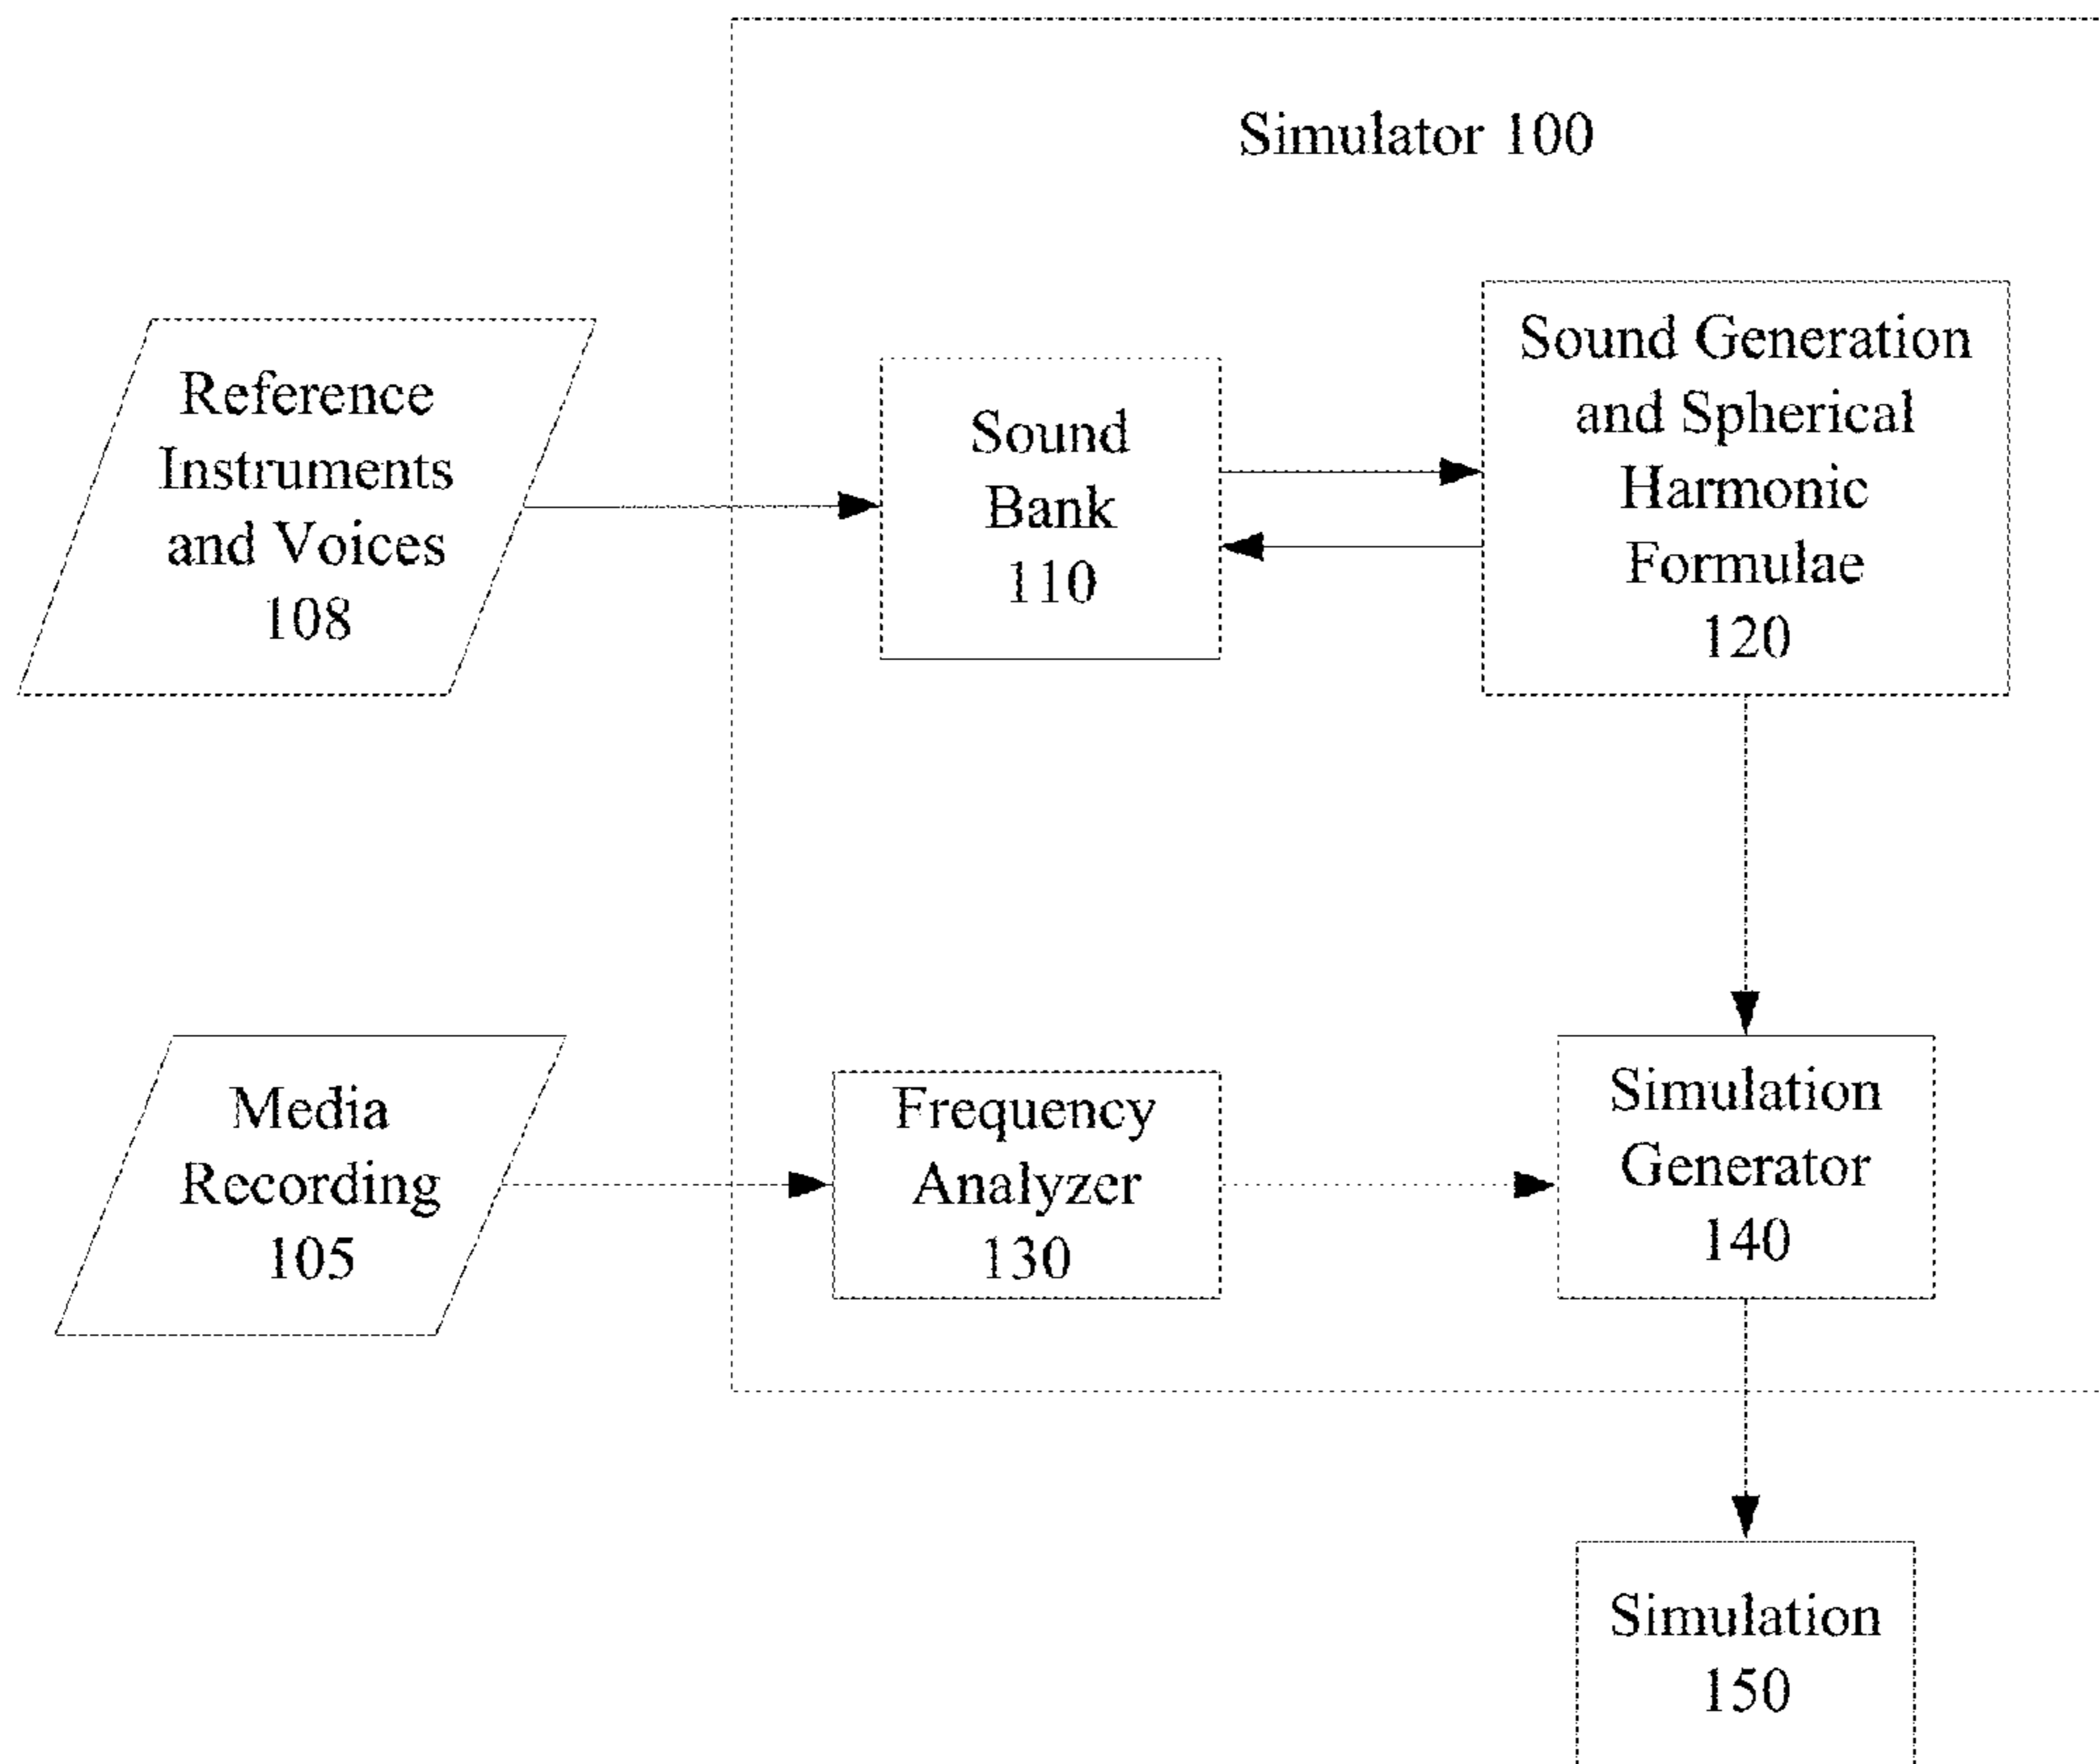 Simulator 100
Reference
Instruments
and Voices
108
Sound
Bank
110
Sound Generation
and Spherical
Harmonic
Formulae
120
Media
Recording
105
Frequency
Analyzer
130
Simulation
Generator
140
Simulation
150